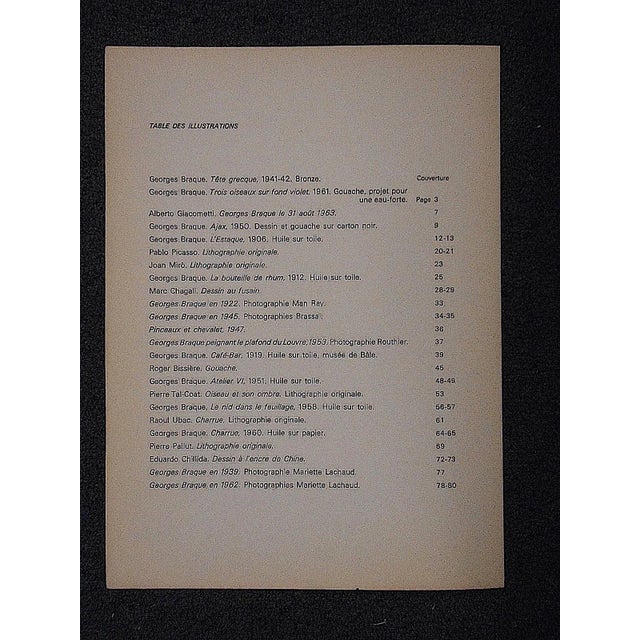 TABLE DES ILLUSTRATIONS
Georges Braque. Tête grecque, 1941-42. Bronze. Couverture
Georges Braque. Trois oiseaux sur fond violet, 1961. Gouache, projet pour
une eau-forte. Page 3
Alberto Giacometti. Georges Braque le 31 août 1963. 7
Georges Braque. Ajax, 1950. Dessin et gouache sur carton noir. 9
Georges Braque. L'Estaque, 1906. Huile sur toile. 12-13
Pablo Picasso. Lithographie originale. 20-21
Joan Miró. Lithographie originale. 23
Georges Braque. La bouteille de rhum, 1912. Huile sur toile. 25
Marc Chagall. Dessin au fusain. 28-29
Georges Braque en 1922. Photographie Man Ray. 33
Georges Braque en 1945. Photographies Brassaï. 34-35
Pinceaux et chevalet, 1947. 36
Georges Braque peignant le plafond du Louvre, 1953. Photographie Routhier. 37
Georges Braque. Café-Bar, 1919. Huile sur toile, musée de Bâle. 39
Roger Bissière. Gouache. 45
Georges Braque. Atelier VI, 1951. Huile sur toile. 48-49
Pierre Tal-Coat. Oiseau et son ombre. Lithographie originale. 53
Georges Braque. Le nid dans le feuillage, 1958. Huile sur toile. 56-57
Raoul Ubac. Charrue. Lithographie originale. 61
Georges Braque. Charrue, 1960. Huile sur papier. 64-65
Pierre Pallut. Lithographie originale. 69
Eduardo Chillida. Dessin à l'encre de Chine. 72-73
Georges Braque en 1939. Photographie Mariette Lachaud. 77
Georges Braque en 1962. Photographies Mariette Lachaud. 78-80